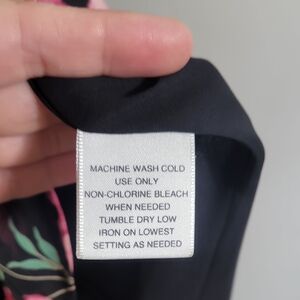 MACHINE WASH COLD
USE ONLY
NON-CHLORINE BLEACH
WHEN NEEDED
TUMBLE DRY LOW
IRON ON LOWEST
SETTING AS NEEDED